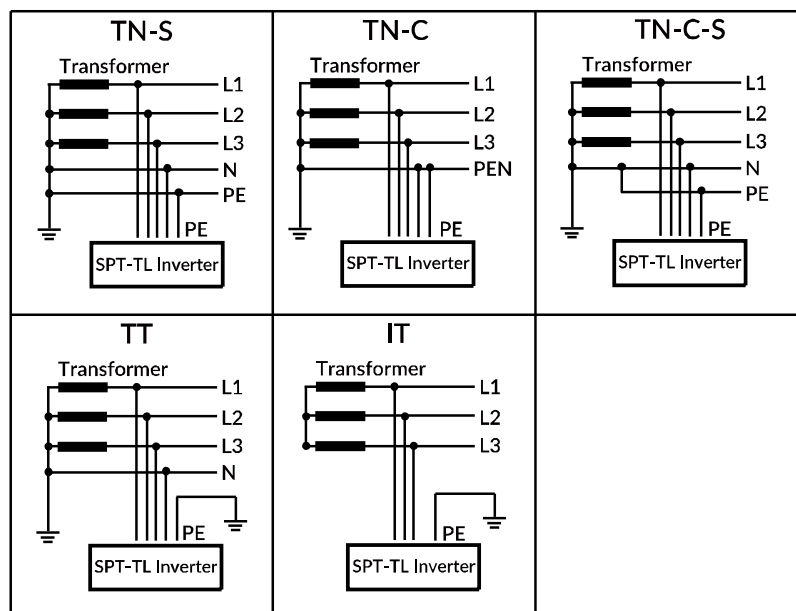 TN-S
Transformer
L1
L2
L3
N
PE
PE
SPT-TL Inverter
TN-C
Transformer
L1
L2
L3
PEN
PE
SPT-TL Inverter
TN-C-S
Transformer
L1
L2
L3
N
PE
PE
SPT-TL Inverter
TT
Transformer
L1
L2
L3
N
PE
SPT-TL Inverter
IT
Transformer
L1
L2
L3
PE
SPT-TL Inverter